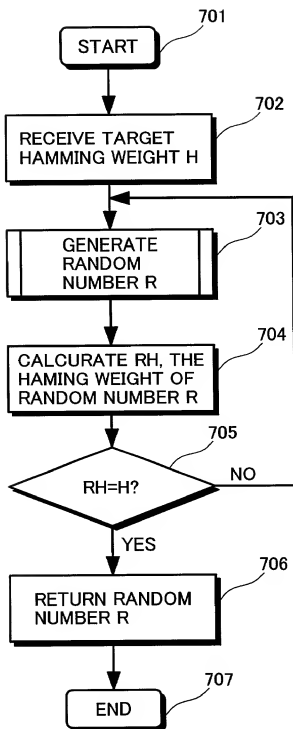 701
START
702
RECEIVE TARGET
HAMMING WEIGHT H
703
GENERATE
RANDOM
NUMBER R
704
CALCURATE RH, THE
HAMING WEIGHT OF
RANDOM NUMBER R
705
RH=H?
NO
YES
706
RETURN RANDOM
NUMBER R
707
END